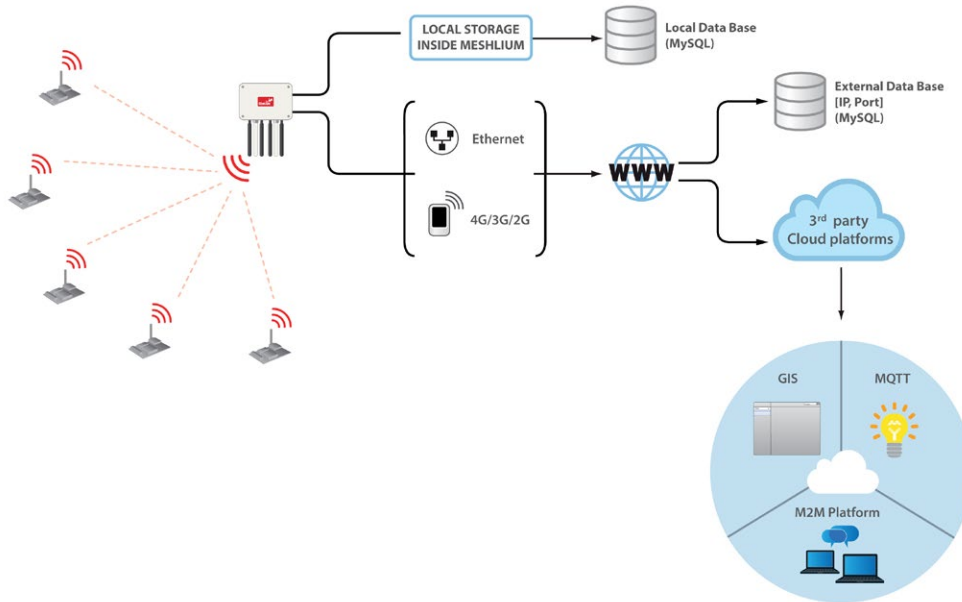 LOCAL STORAGE
INSIDE MESHLIUM
Local Data Base
(MySQL)
External Data Base
[IP, Port]
(MySQL)
Ethernet
4G/3G/2G
WWW
3rd party
Cloud platforms
GIS
MQTT
M2M Platform